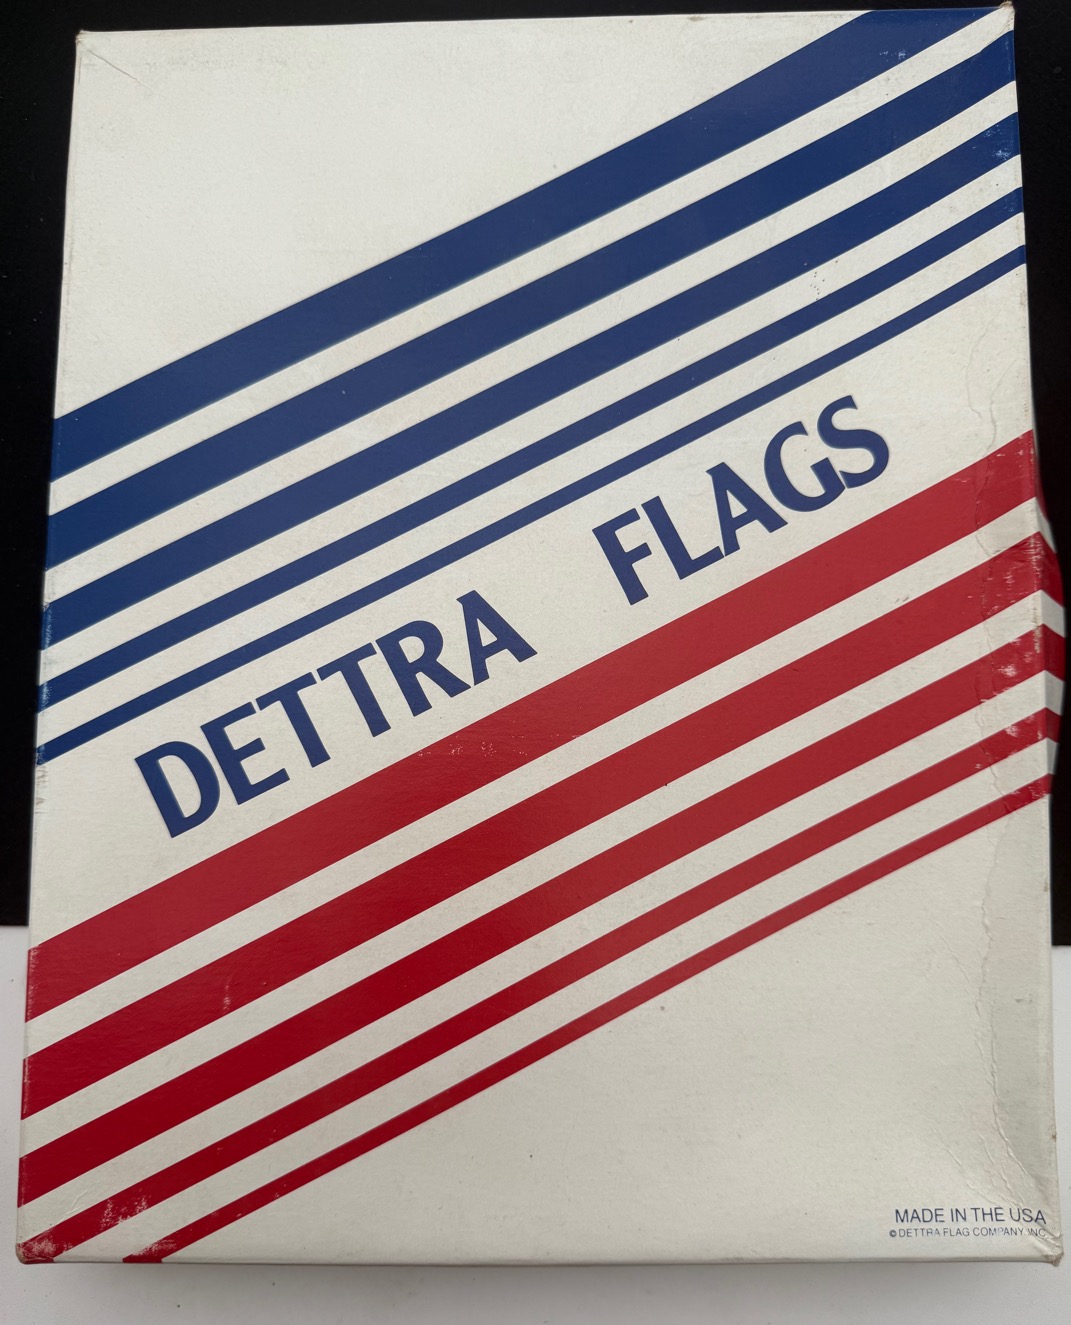 DETTRA FLAGS
MADE IN THE USA
© DETTRA FLAG COMPANY, INC.